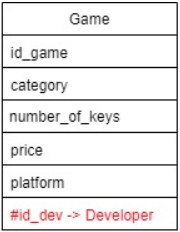 Game
id_game
category
number_of_keys
price
platform
#id_dev -> Developer